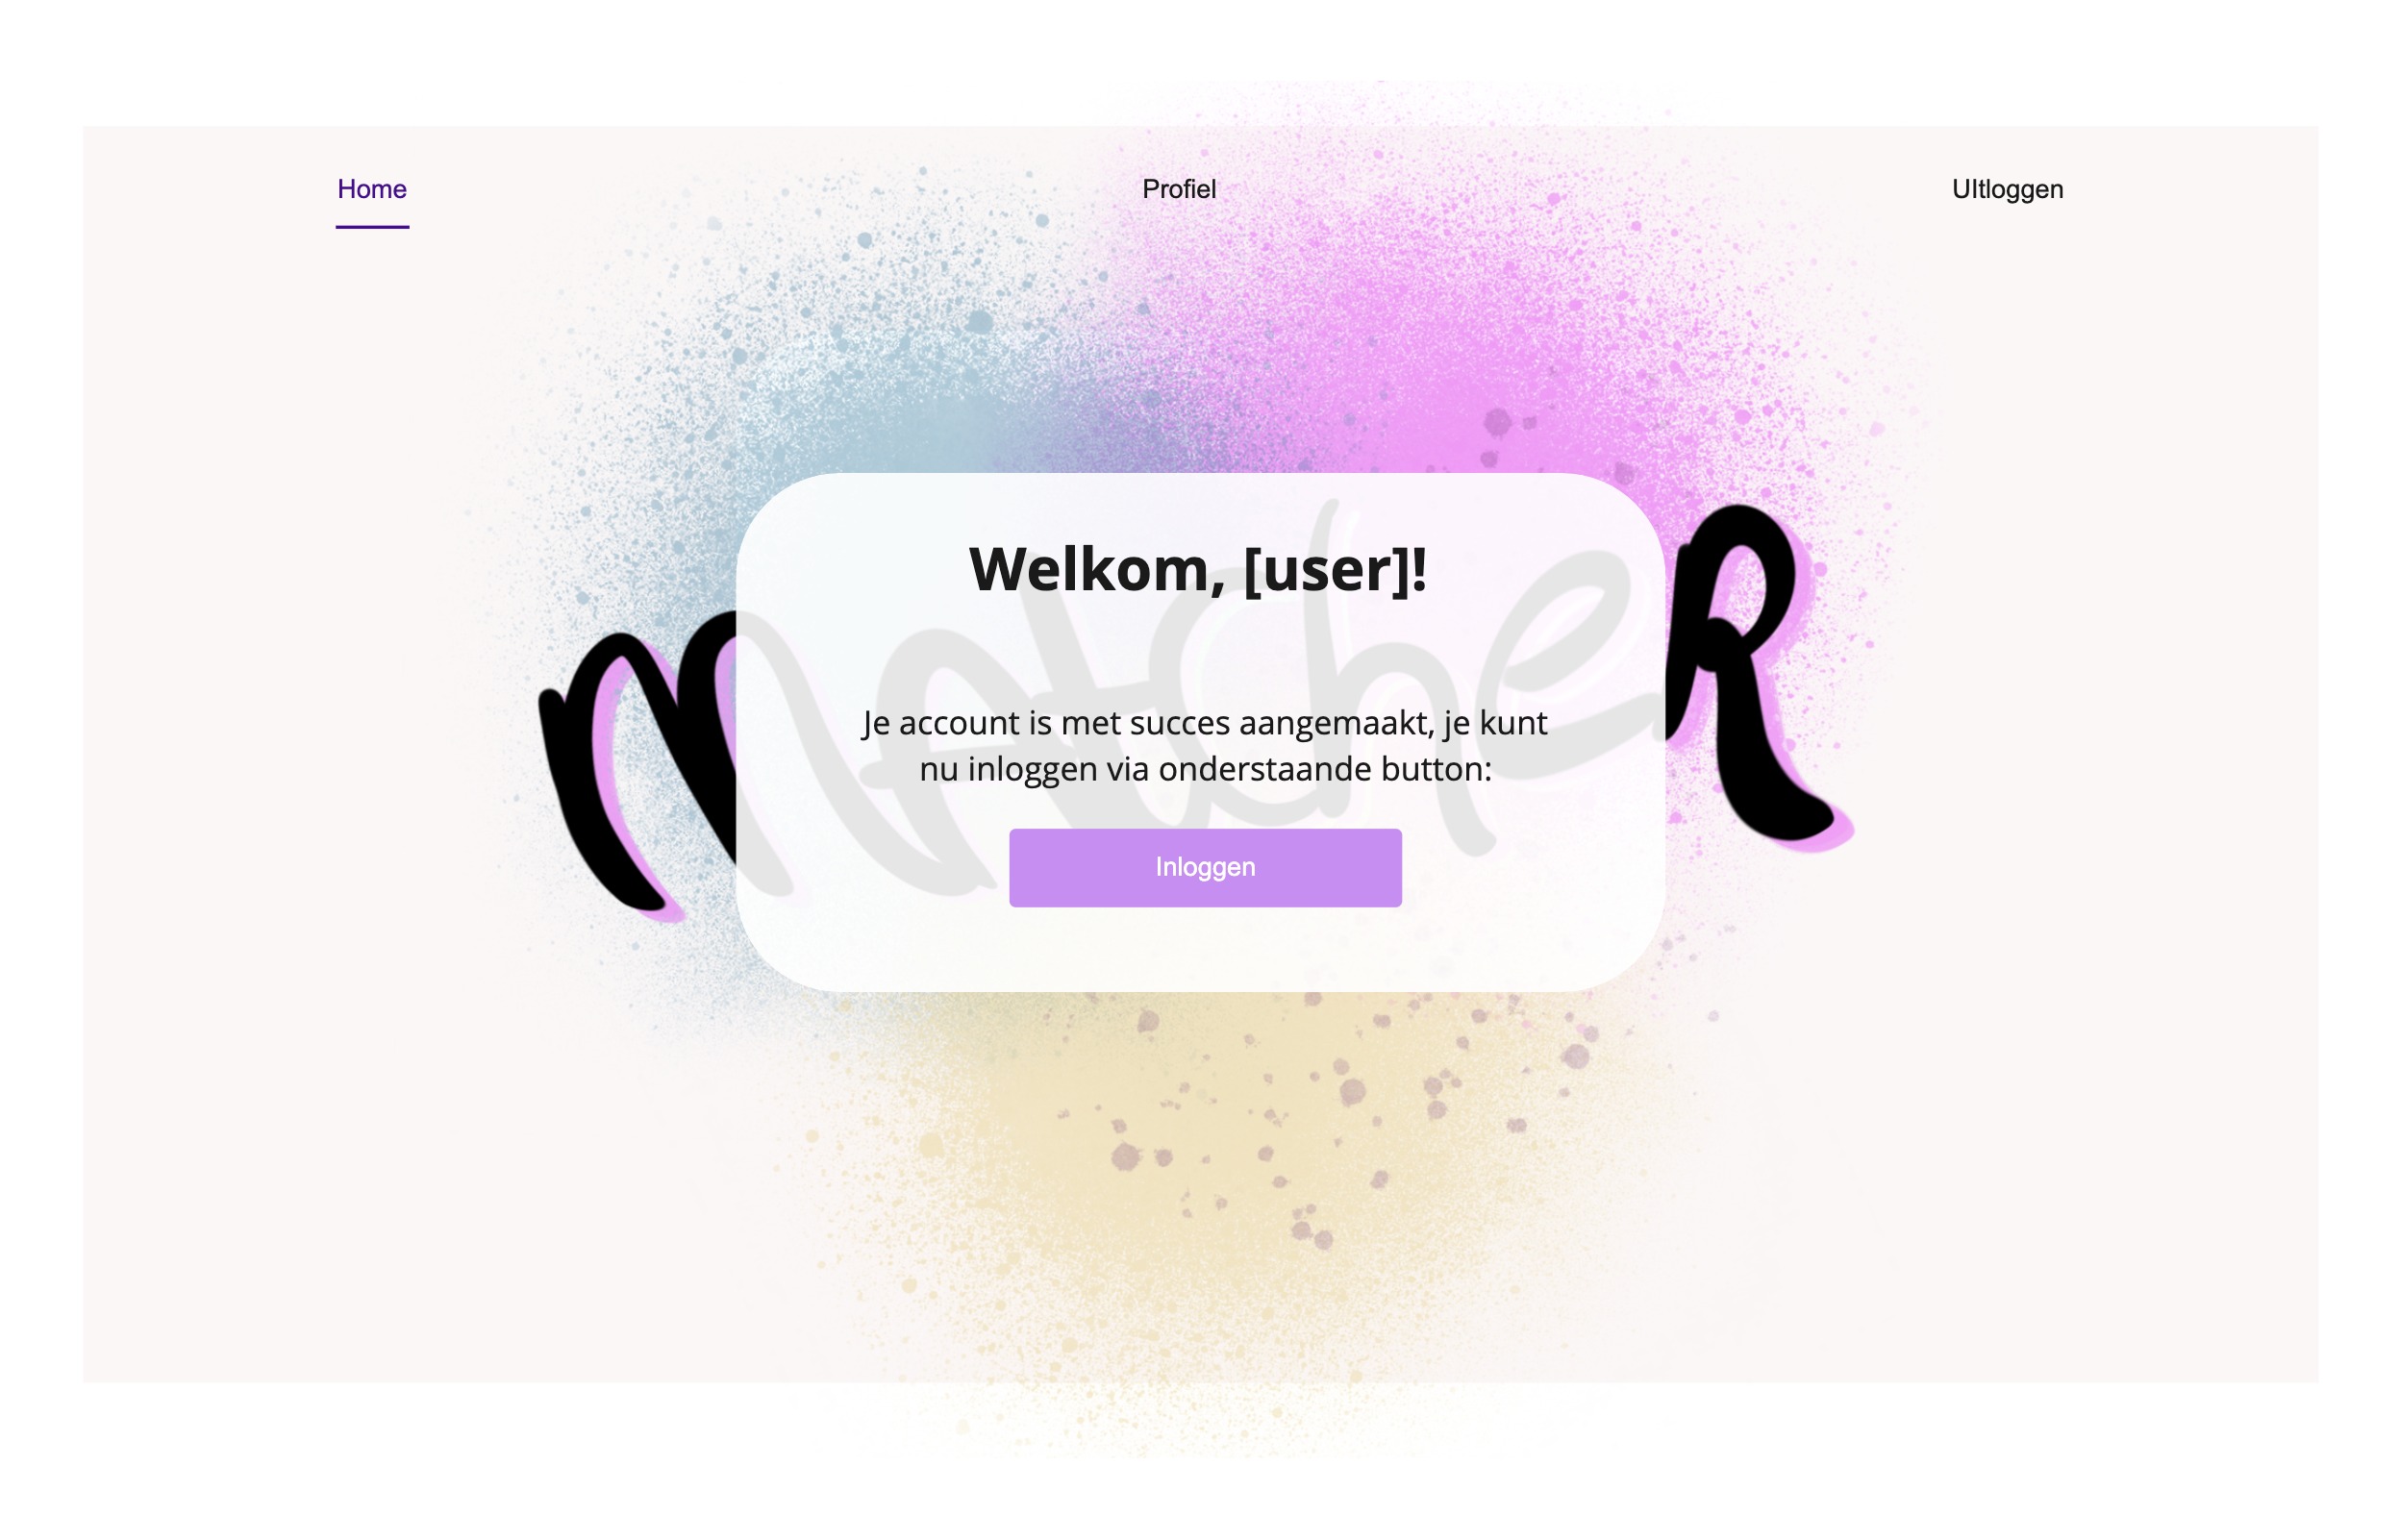 Home
Profiel
UItloggen
Welkom, [user]!
MAtcheR
Je account is met succes aangemaakt, je kunt
nu inloggen via onderstaande button:
Inloggen